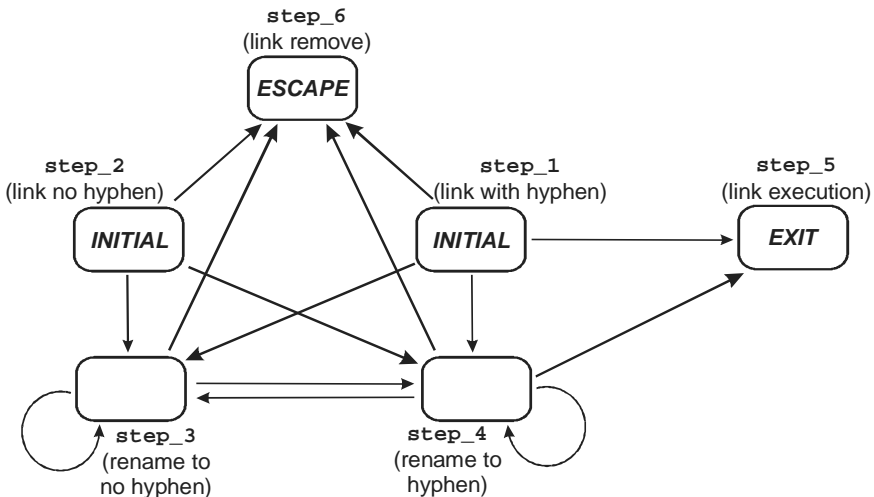 step_6
(link remove)
ESCAPE
step_2
(link no hyphen)
INITIAL
step_1
(link with hyphen)
INITIAL
step_5
(link execution)
EXIT
step_3
(rename to
no hyphen)
step_4
(rename to
hyphen)